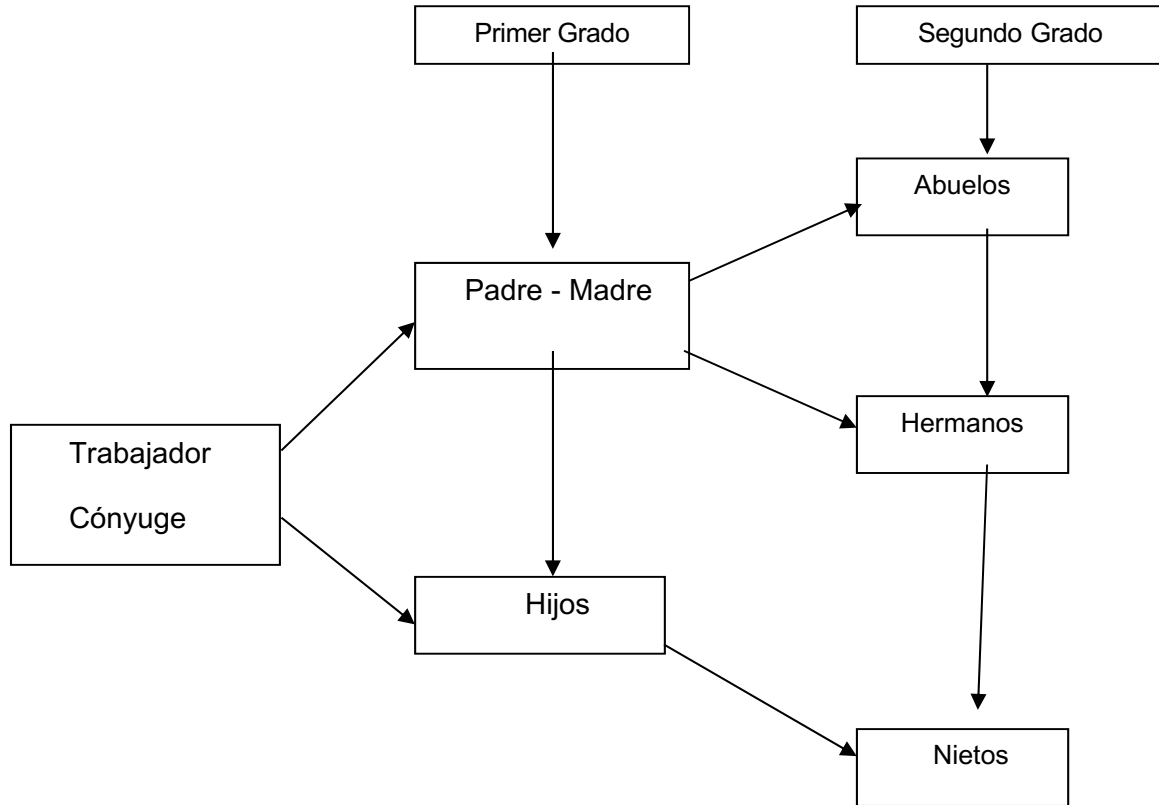 Primer Grado
Segundo Grado
Abuelos
Padre - Madre
Hermanos
Trabajador
Cónyuge
Hijos
Nietos